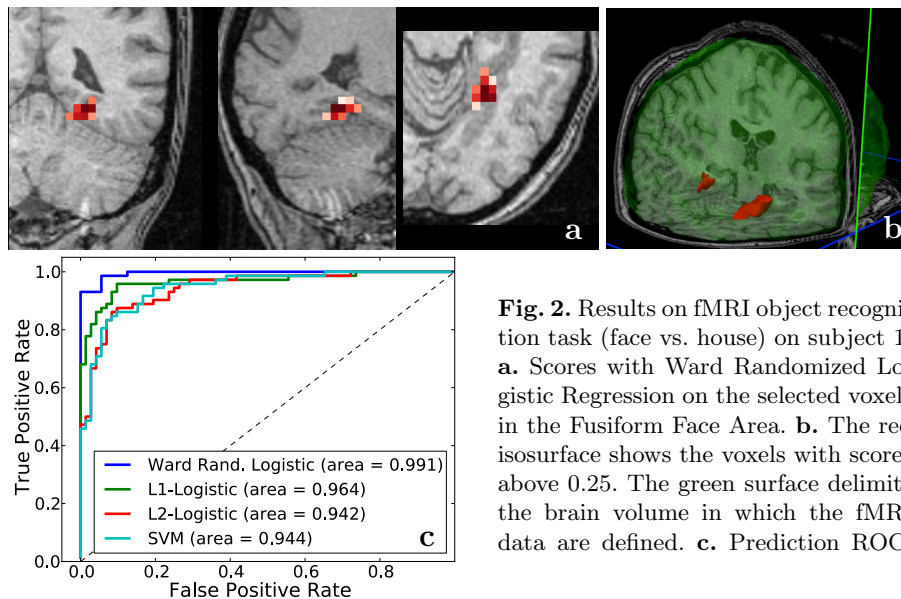 a
b
1.0
0.8
0.6
0.4
0.2
0.0
True Positive Rate
Ward Rand. Logistic (area = 0.991)
L1-Logistic (area = 0.964)
L2-Logistic (area = 0.942)
SVM (area = 0.944)
c
0.0 0.2 0.4 0.6 0.8
False Positive Rate
Fig. 2. Results on fMRI object recogni
tion task (face vs. house) on subject 1
a. Scores with Ward Randomized Lo
gistic Regression on the selected voxel
in the Fusiform Face Area. b. The re
isosurface shows the voxels with score
above 0.25. The green surface delimit
the brain volume in which the fMR
data are defined. c. Prediction ROC